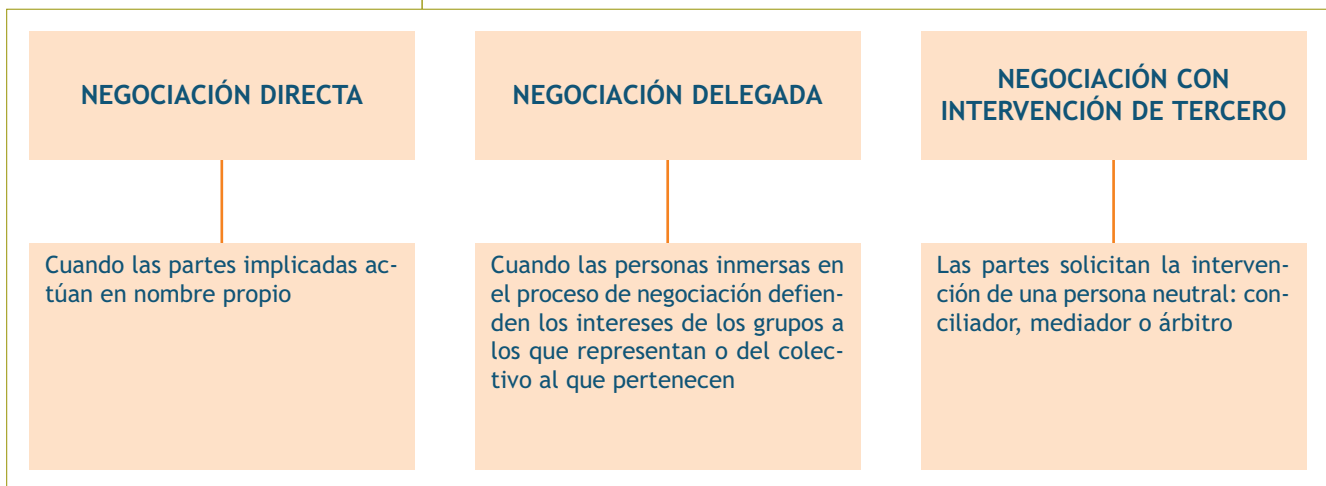 NEGOCIACIÓN DIRECTA
Cuando las partes implicadas ac-
túan en nombre propio
NEGOCIACIÓN DELEGADA
Cuando las personas inmersas en
el proceso de negociación defien-
den los intereses de los grupos a
los que representan o del colec-
tivo al que pertenecen
NEGOCIACIÓN CON
INTERVENCIÓN DE TERCERO
Las partes solicitan la interven-
ción de una persona neutral: con-
ciliador, mediador o árbitro